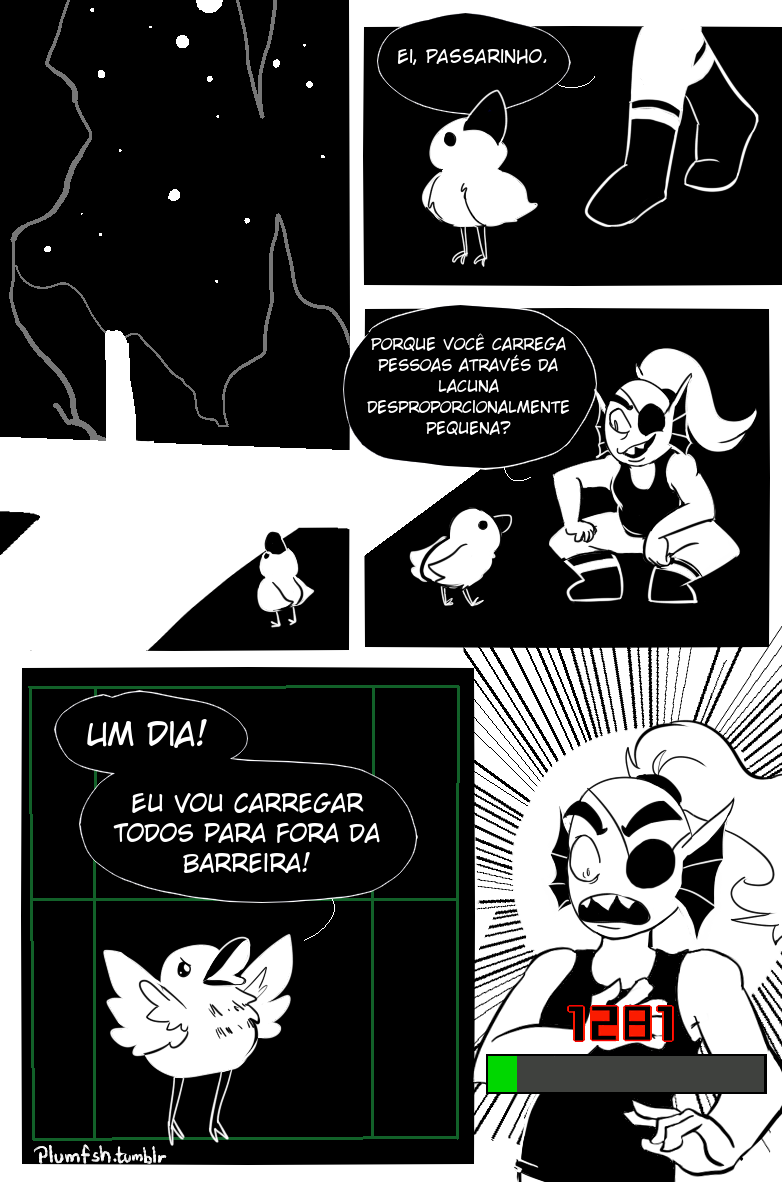 EI, PASSARINHO.
PORQUE VOCÊ CARREGA
PESSOAS ATRAVÉS DA
LACUNA
DESPROPORCIONALMENTE
PEQUENA?
UM DIA!
EU VOU CARREGAR
TODOS PARA FORA DA
BARREIRA!
1281
Plumfsh.tumblr